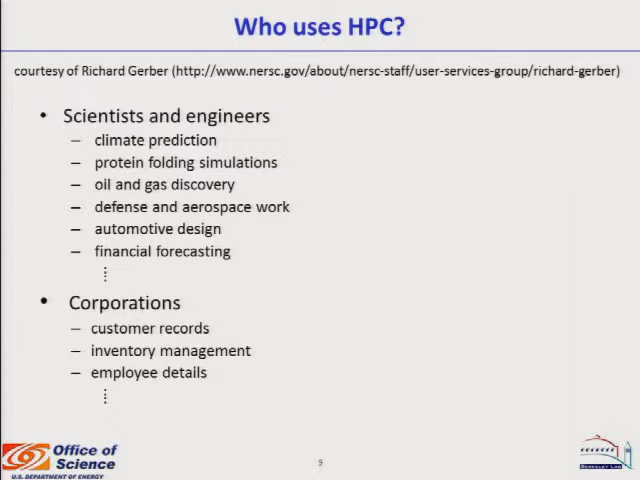 Who uses HPC?
courtesy of Richard Gerber (http://www.nersc.gov/about/nersc-staff/user-services-group/richard-gerber)
• Scientists and engineers
– climate prediction
– protein folding simulations
– oil and gas discovery
– defense and aerospace work
– automotive design
– financial forecasting
⋮
• Corporations
– customer records
– inventory management
– employee details
⋮
Office of
Science
U.S. DEPARTMENT OF ENERGY
9
BERKELEY LAB